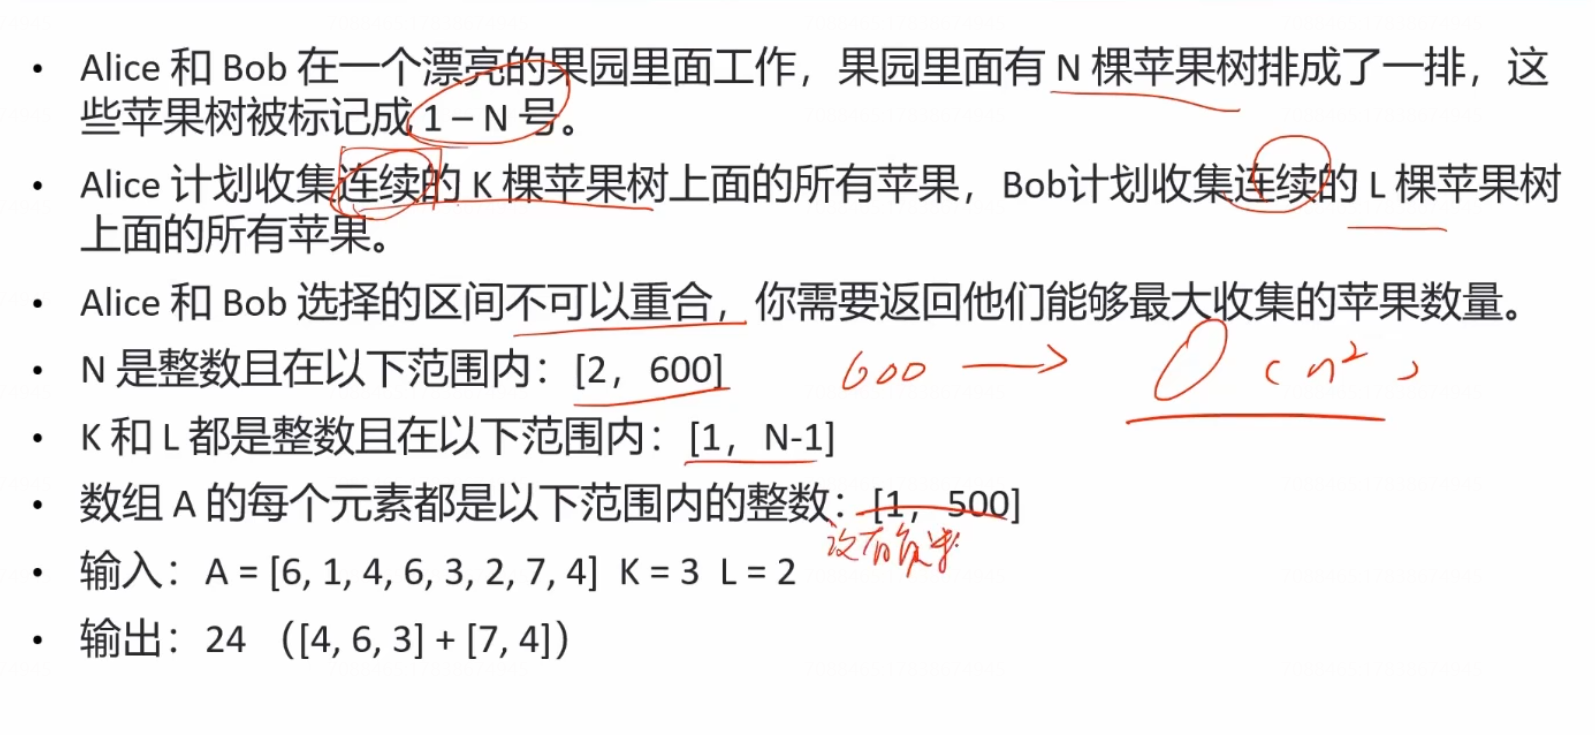 • Alice 和 Bob 在一个漂亮的果园里面工作，果园里面有 N 棵苹果树排成了一排，这
些苹果树被标记成 1 – N 号。
• Alice 计划收集连续的 K 棵苹果树上面的所有苹果，Bob计划收集连续的 L 棵苹果树
上面的所有苹果。
• Alice 和 Bob 选择的区间不可以重合，你需要返回他们能够最大收集的苹果数量。
• N 是整数且在以下范围内：[2，600] 600 → O（n²）
• K 和 L 都是整数且在以下范围内：[1，N-1]
• 数组 A 的每个元素都是以下范围内的整数：[1，500]
没有负数
• 输入：A = [6, 1, 4, 6, 3, 2, 7, 4] K = 3 L = 2
• 输出：24 （[4, 6, 3] + [7, 4]）